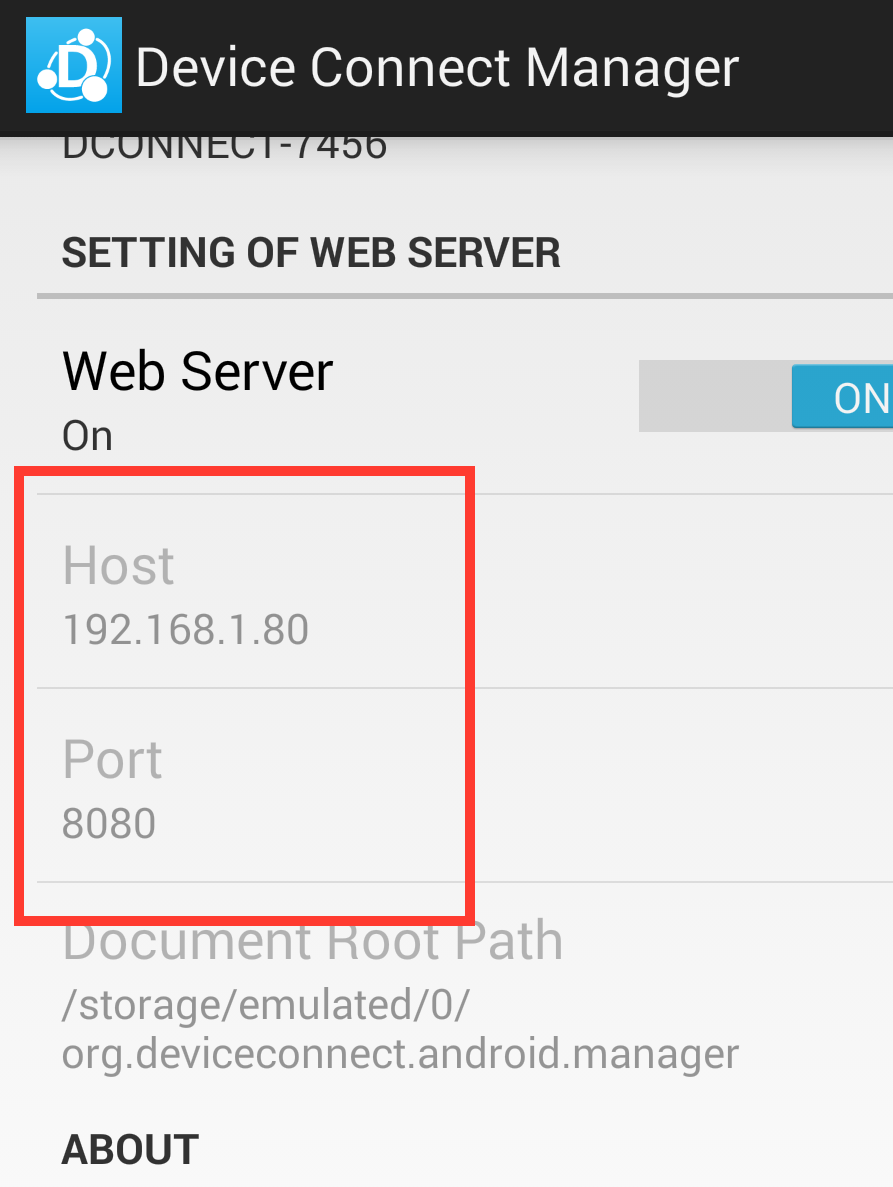 Device Connect Manager
DCONNECT-7456
SETTING OF WEB SERVER
Web Server
ON
On
Host
192.168.1.80
Port
8080
Document Root Path
/storage/emulated/0/
org.deviceconnect.android.manager
ABOUT